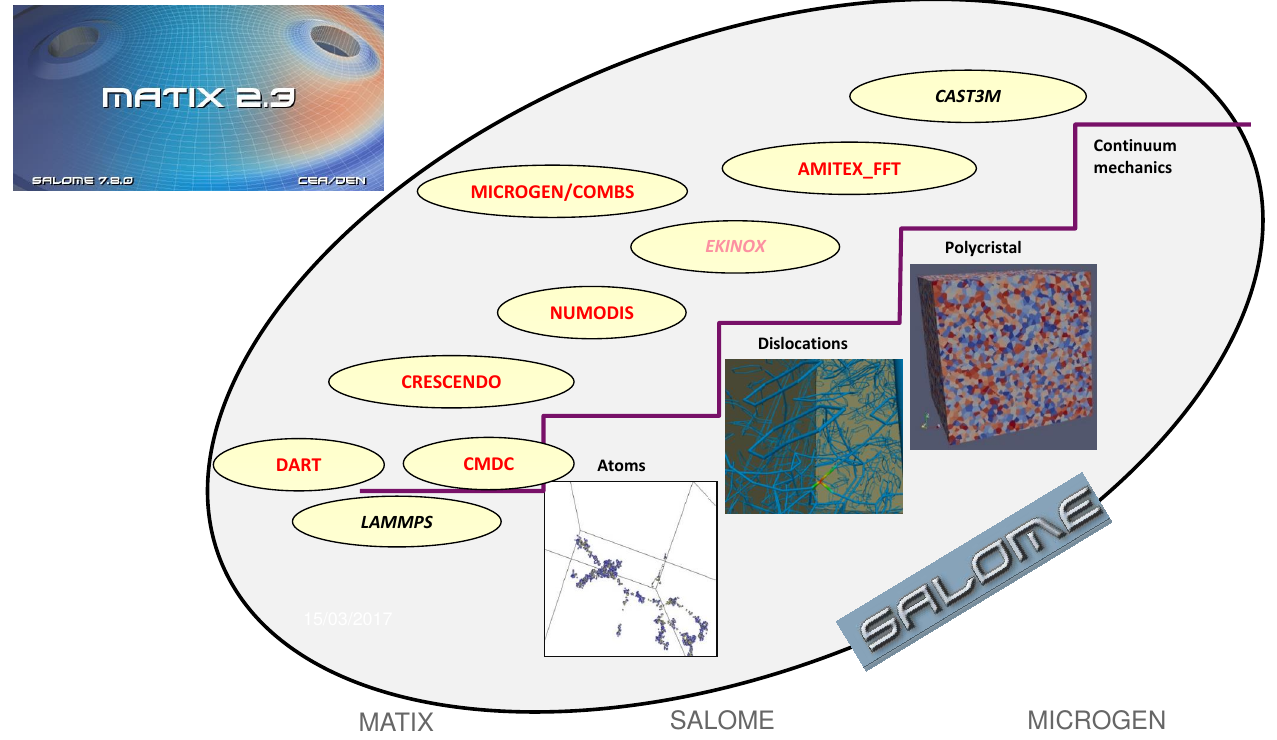 MATIX 2.3
SALOME 7.8.0
CEA/DEN
CAST3M
Continuum
mechanics
AMITEX_FFT
MICROGEN/COMBS
EKINOX
Polycristal
NUMODIS
Dislocations
CRESCENDO
DART
CMDC
Atoms
LAMMPS
SALOME
15/03/2017
MATIX
SALOME
MICROGEN